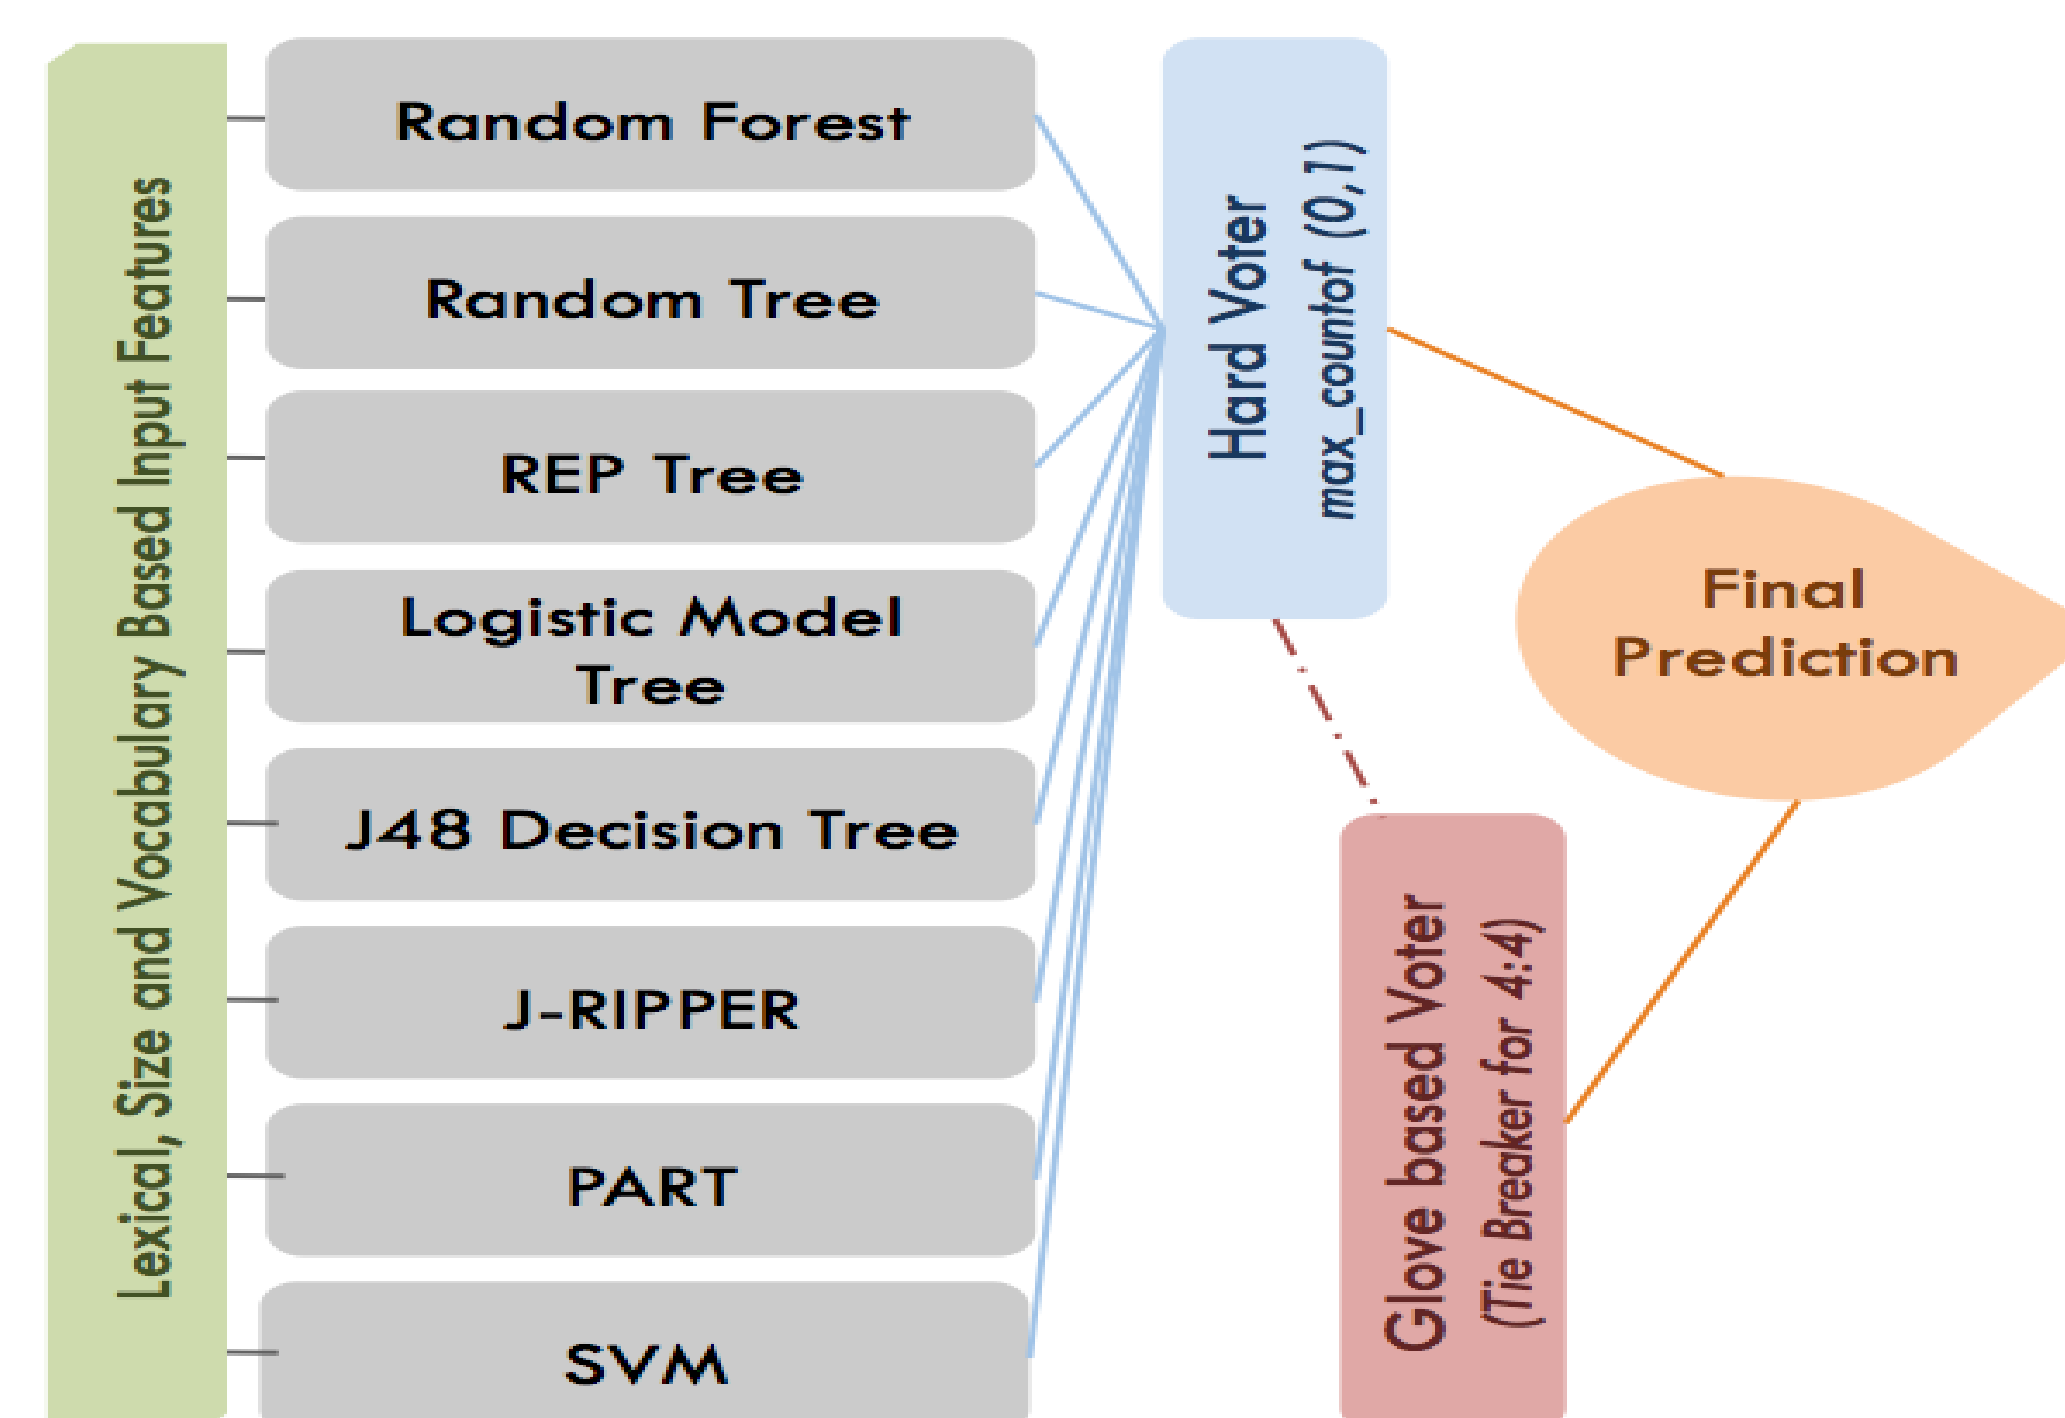 Lexical, Size and Vocabulary Based Input Features
Random Forest
Random Tree
REP Tree
Logistic Model
Tree
J48 Decision Tree
J-RIPPER
PART
SVM
Hard Voter
max_countof (0,1)
Glove based Voter
(Tie Breaker for 4:4)
Final
Prediction